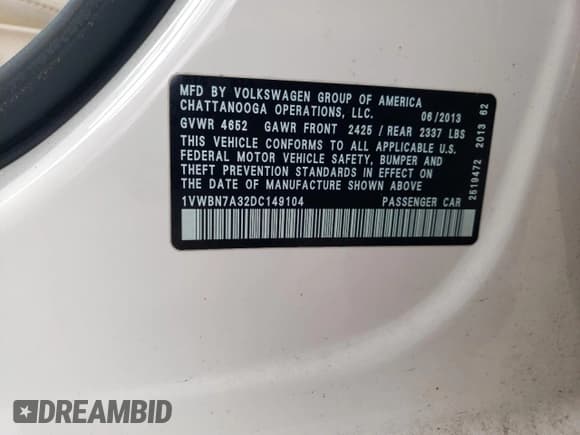 MFD BY VOLKSWAGEN GROUP OF AMERICA
CHATTANOOGA OPERATIONS, LLC. 06/2013
GVWR 4652 GAWR FRONT 2425 / REAR 2337 LBS
THIS VEHICLE CONFORMS TO ALL APPLICABLE U.S.
FEDERAL MOTOR VEHICLE SAFETY, BUMPER AND
THEFT PREVENTION STANDARDS IN EFFECT ON
THE DATE OF MANUFACTURE SHOWN ABOVE
1VWBN7A32DC149104 PASSENGER CAR
2519472 2013 62
DREAMBID